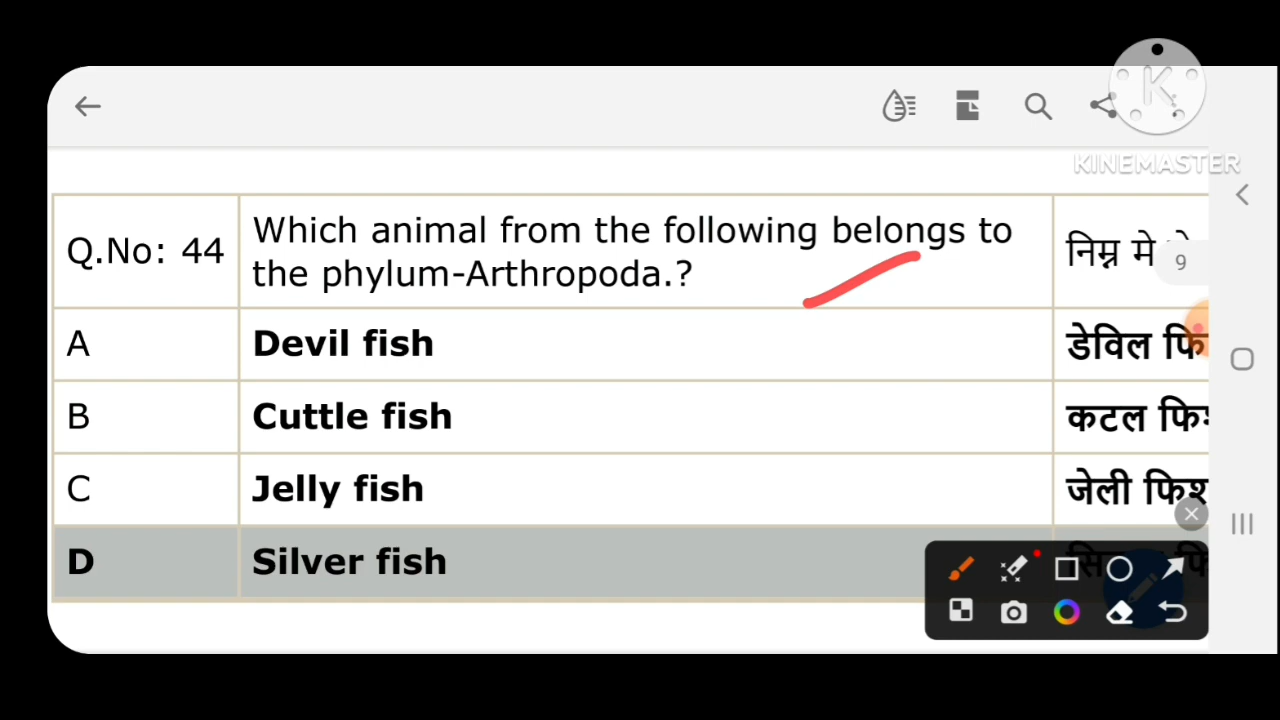 K
KINEMASTER
Q.No: 44
Which animal from the following belongs to
the phylum-Arthropoda.?
निम्न मे
9
A
Devil fish
डेविल
B
Cuttle fish
कटल
C
Jelly fish
जेली फिश
D
Silver fish